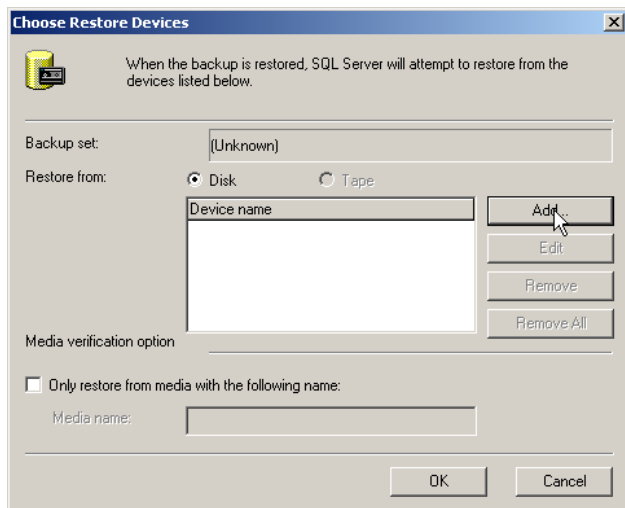 Choose Restore Devices
When the backup is restored, SQL Server will attempt to restore from the
devices listed below.
Backup set:
(Unknown)
Restore from:
Disk
Tape
Device name
Add...
Edit
Remove
Remove All
Media verification option
Only restore from media with the following name:
Media name:
OK
Cancel